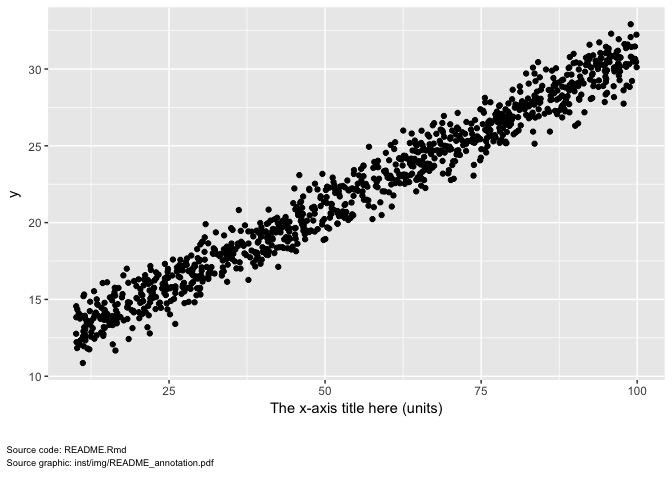 30
25
20
15
10
y
25 50 75 100
The x-axis title here (units)
Source code: README.Rmd
Source graphic: inst/img/README_annotation.pdf